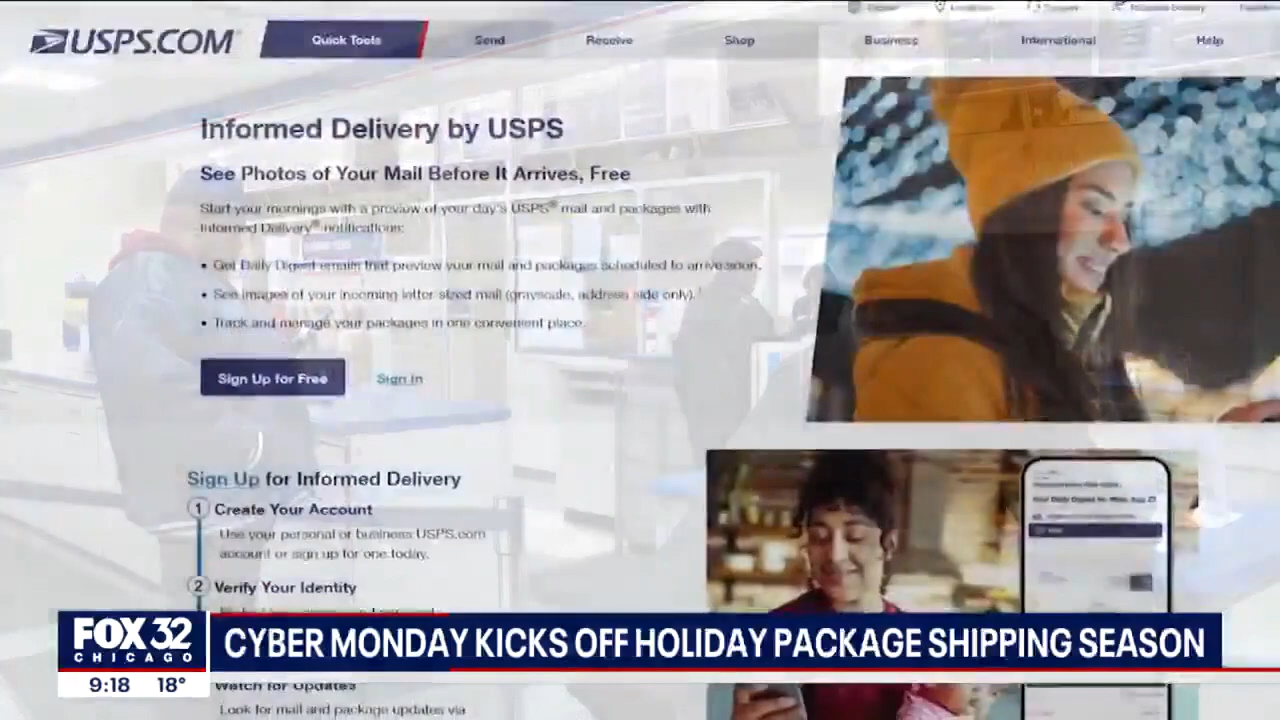 USPS.COM
Quick Tools
Send
Receive
Shop
Business
International
Help
Informed Delivery by USPS
See Photos of Your Mail Before It Arrives, Free
Start your mornings with a preview of your day's USPS® mail and packages with
Informed Delivery® notifications:
• Get Daily Digest emails that preview your mail and packages scheduled to arrive soon.
• See images of your incoming letter-sized mail (grayscale, address side only).
• Track and manage your packages in one convenient place.
Sign Up for Free
Sign In
Sign Up for Informed Delivery
1 Create Your Account
Use your personal or business USPS.com
account or sign up for one today.
2 Verify Your Identity
FOX 32
CHICAGO
CYBER MONDAY KICKS OFF HOLIDAY PACKAGE SHIPPING SEASON
9:18 18°
Watch for Updates
Look for mail and package updates via